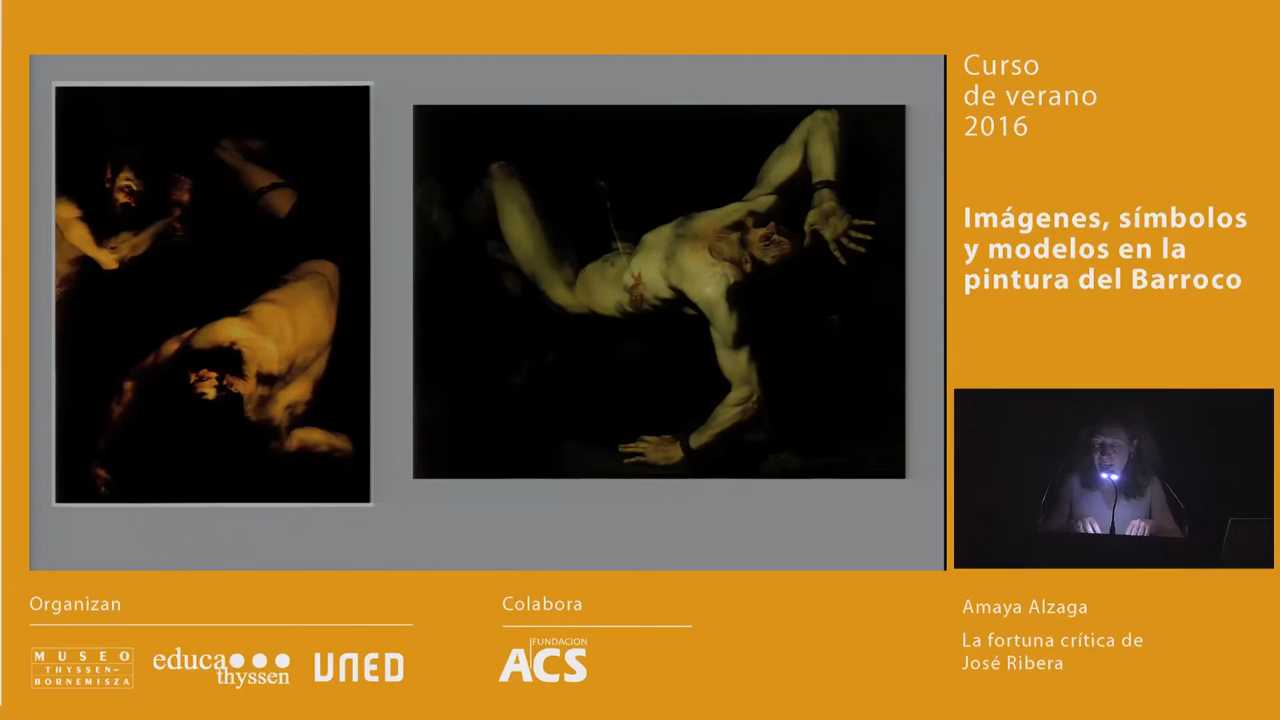 Curso
de verano
2016
Imágenes, símbolos
y modelos en la
pintura del Barroco
Organizan
Colabora
MUSEO
THYSSEN-
BORNEMISZA
educa
thyssen
UNED
FUNDACION
ACS
Amaya Alzaga
La fortuna crítica de
José Ribera